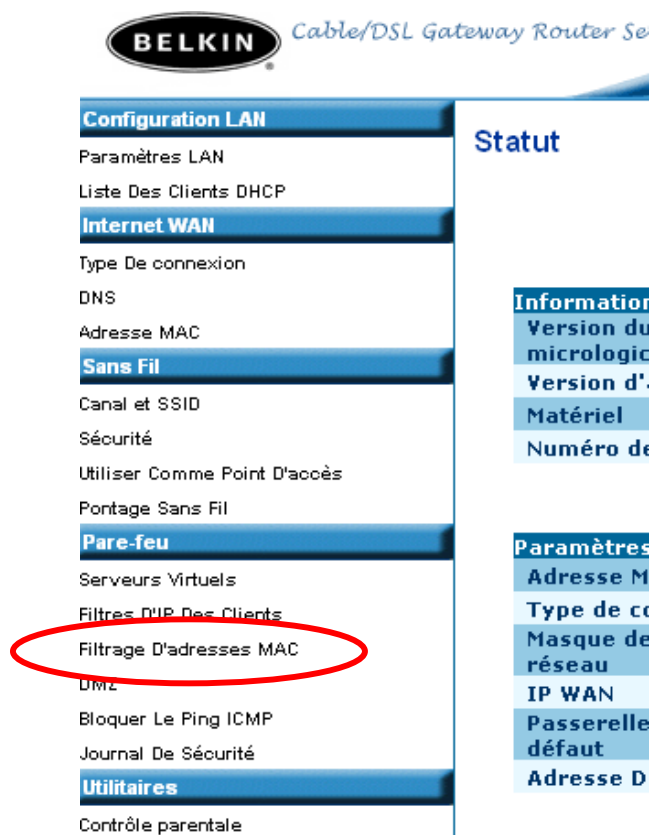 BELKIN
Cable/DSL Gateway Router Se
Configuration LAN
Paramètres LAN
Liste Des Clients DHCP
Internet WAN
Type De connexion
DNS
Adresse MAC
Sans Fil
Canal et SSID
Sécurité
Utiliser Comme Point D'accès
Pontage Sans Fil
Pare-feu
Serveurs Virtuels
Filtres D'IP Des Clients
Filtrage D'adresses MAC
DMZ
Bloquer Le Ping ICMP
Journal De Sécurité
Utilitaires
Contrôle parentale
Statut
Information
Version du
micrologic
Version d'
Matériel
Numéro de
Paramètres
Adresse M
Type de co
Masque de
réseau
IP WAN
Passerelle
défaut
Adresse D